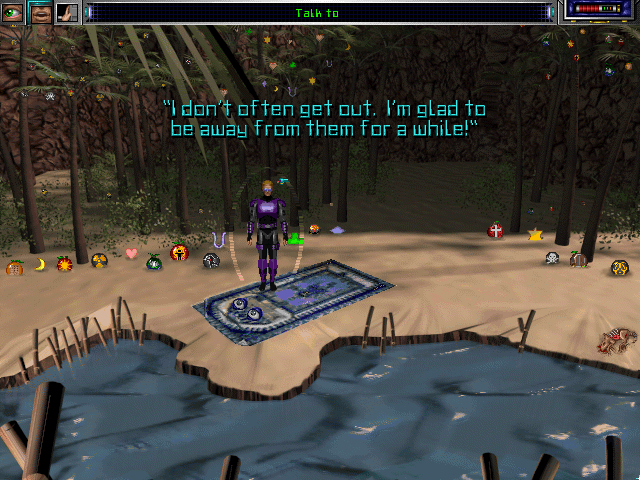 Talk to
"I don't often get out. I'm glad to
be away from them for a while!"